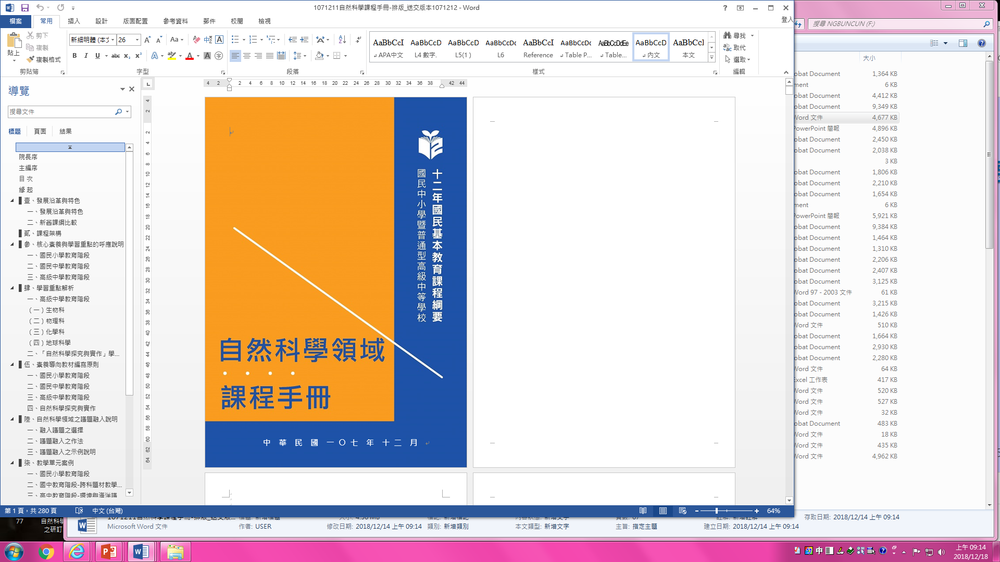 1071211自然科學課程手冊-排版_送交版本1071212 - Word
檔案 常用 插入 設計 版面配置 參考資料 郵件 校閱 檢視 登入
貼上 剪下 複製 複製格式 剪貼簿
新細明體 (本文 26 Aa
B I U abc x₂ x² A 字型
段落
AaBbCcI AaBbCcD AaBbCcD AaBbCcDc AaBbCcI AaBbCcDc AaBbCcDdEe AaBbCcD AaBbCcI
APA中文 L4 數字. L5(1 ) L6 Reference Table P... Table... 內文 本文
樣式
尋找
取代
選取
編輯
導覽
搜尋文件
標題 頁面 結果
院長序
主編序
目 次
緣 起
壹、發展沿革與特色
一、發展沿革與特色
二、新舊課綱比較
貳、課程架構
參、核心素養與學習重點的呼應說明
一、國民小學教育階段
二、國民中學教育階段
三、高級中學教育階段
肆、學習重點解析
一、高級中學教育階段
(一)生物科
(二)物理科
(三)化學科
(四)地球科學
二、「自然科學探究與實作」學...
伍、素養導向教材編寫原則
一、國民小學教育階段
二、國民中學教育階段
三、高級中學教育階段
四、自然科學探究與實作
陸、自然科學領域之議題融入說明
一、融入議題之選擇
二、議題融入之作法
三、議題融入之示例說明
柒、教學單元案例
一、國民小學教育階段
二、國中教育階段-跨科題材教學...
三、高中教育階段-環境與海洋議
4 2 2 4 6 8 10 12 14 16 18 20 22 24 26 28 30 32 34 36 38 42 44
十二年國民基本教育課程綱要
國民中小學暨普通型高級中等學校
自然科學領域
課程手冊
中 華 民 國 一〇七 年 十二 月
第 1 頁，共 280 頁 中文 (台灣) 64%
搜尋 NGBUNCUN (F:)
大小
obat Document 1,364 KB
ment 6 KB
obat Document 4,412 KB
obat Document 9,349 KB
Word 文件 4,677 KB
PowerPoint 簡報 4,896 KB
obat Document 2,450 KB
obat Document 2,038 KB
3 KB
obat Document 1,806 KB
obat Document 2,210 KB
obat Document 1,654 KB
ment 6 KB
PowerPoint 簡報 5,921 KB
obat Document 9,384 KB
obat Document 1,464 KB
obat Document 1,310 KB
obat Document 2,206 KB
obat Document 2,407 KB
obat Document 3,125 KB
Word 97 - 2003 文件 61 KB
obat Document 3,215 KB
obat Document 1,426 KB
Word 文件 510 KB
obat Document 1,664 KB
obat Document 2,930 KB
obat Document 2,280 KB
Word 文件 64 KB
Excel 工作表 417 KB
Word 文件 520 KB
Word 文件 527 KB
Word 文件 32 KB
obat Document 483 KB
Word 文件 18 KB
Word 文件 435 KB
Word 文件 4,962 KB
77 自然科學
之研訂
存取日期: 2018/12/14 上午 09:14
Microsoft Word 文件 作者: USER 修改日期: 2018/12/14 上午 09:14 類別: 新增類別 本文類型: 新增文字 主旨: 指定主題 建立日期: 2018/12/14 上午 09:14
中
上午 09:14
2018/12/18